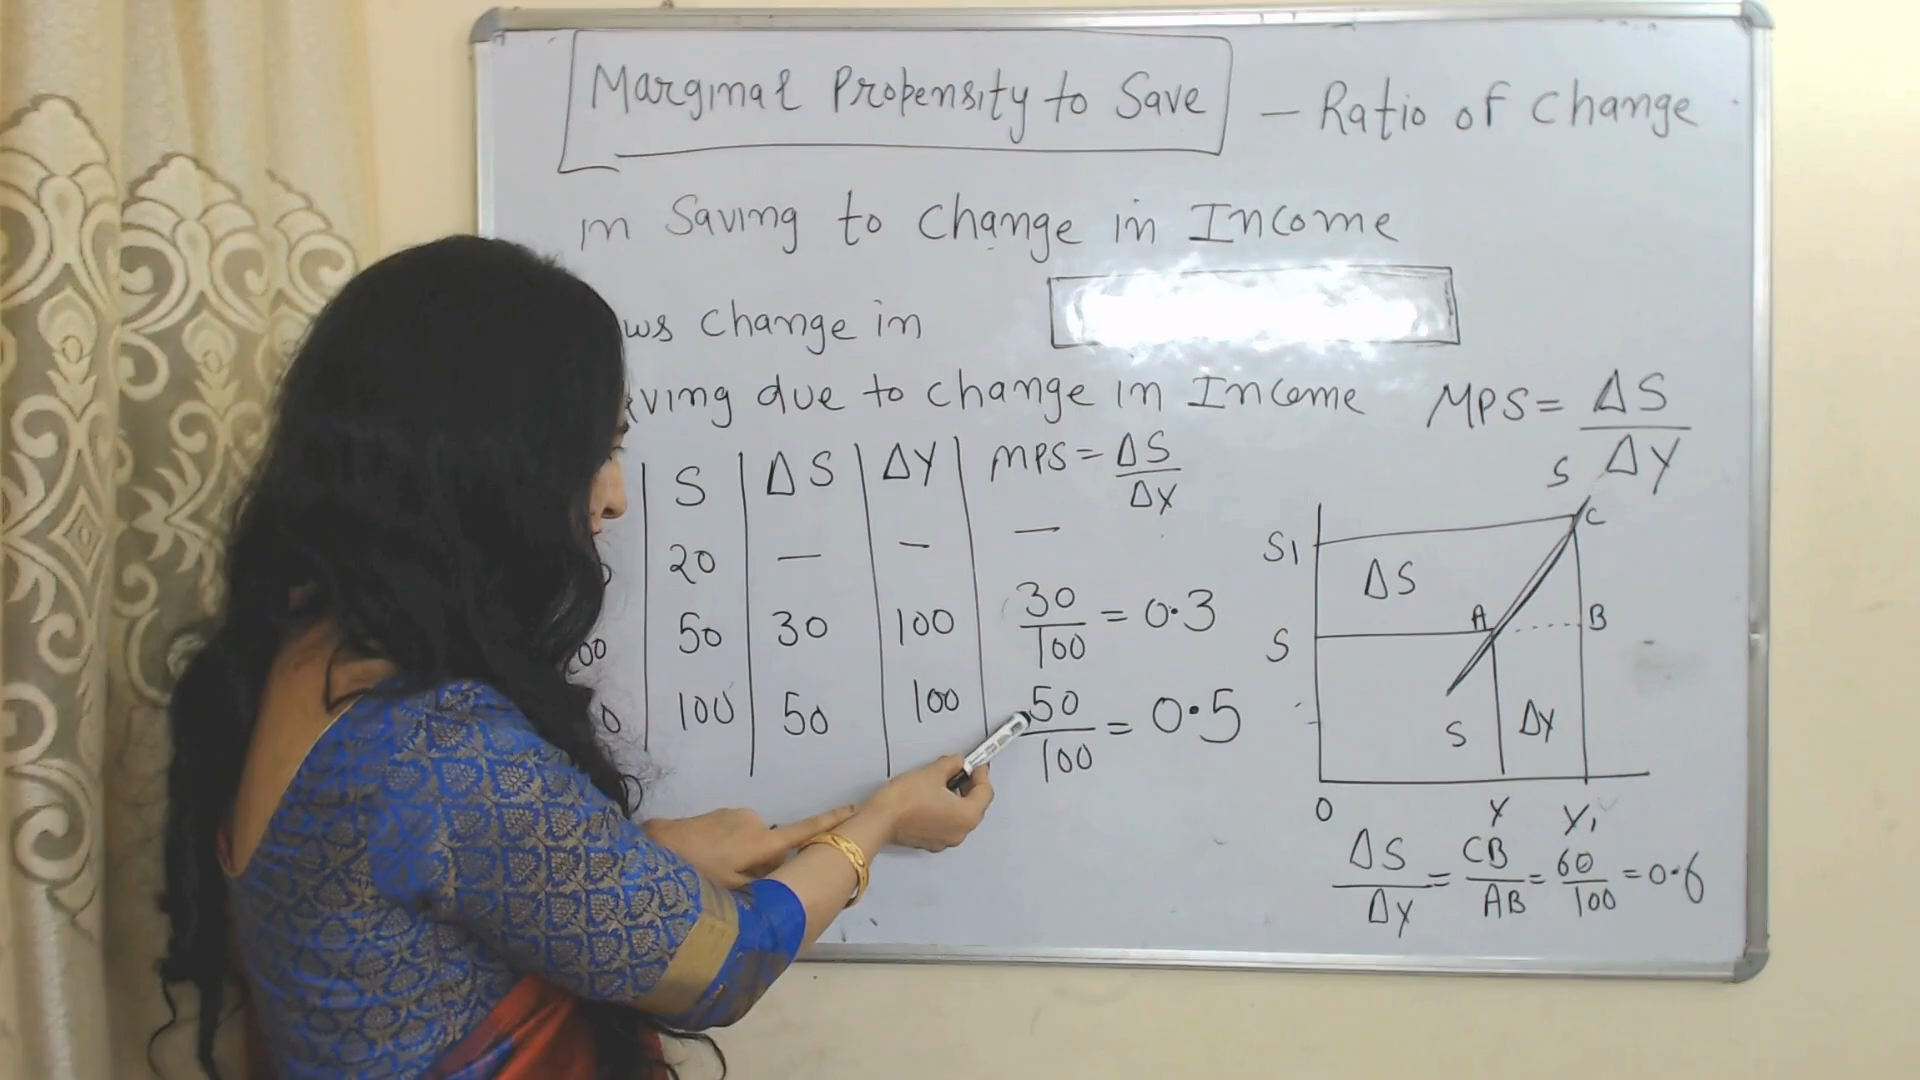 Marginal Propensity to Save — Ratio of change
in Saving to change in Income
ws change in
ving due to change in Income
MPS = ΔS / ΔY
S | ΔS | ΔY | MPS = ΔS / ΔY
20 | — | — | —
00 | 50 | 30 | 100 | 30/100 = 0.3
0 | 100 | 50 | 100 | 50/100 = 0.5
S
C
S1
ΔS
A
B
S
S
ΔY
O Y Y1
ΔS / ΔY = CB / AB = 60 / 100 = 0.6